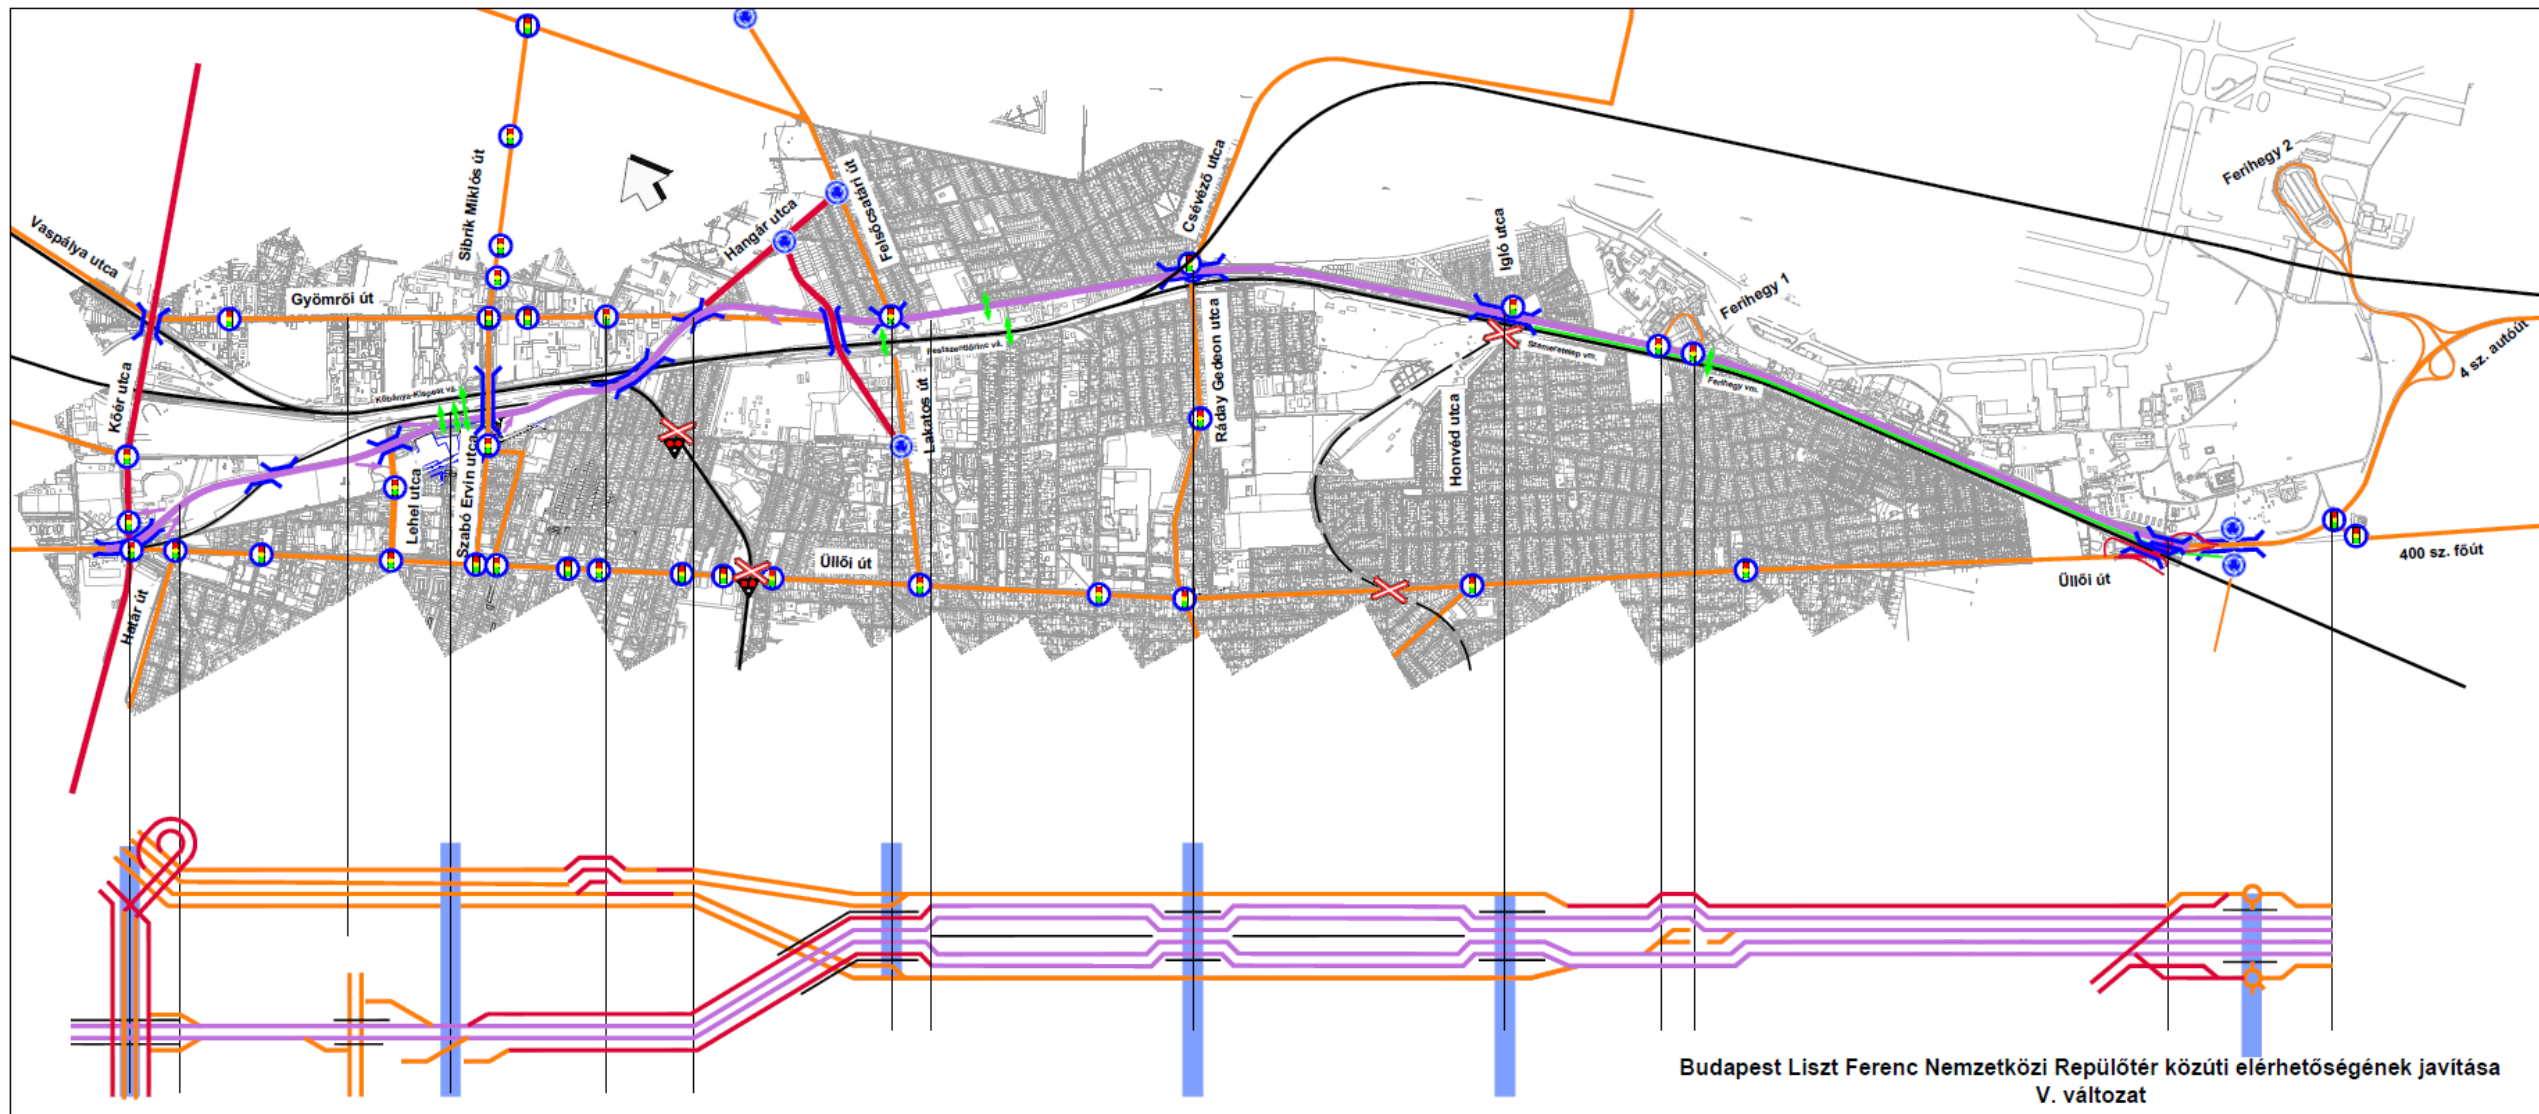 Vaspálya utca
Kőér utca
Gyömrői út
Sibrik Miklós út
Hangár utca
Felsőcsatári út
Csévéző utca
Igló utca
Ferihegy 1
Ferihegy 2
4 sz. autóút
400 sz. főút
Kőbánya-Kispest vá.
Pestszentlőrinc vá.
Szemeretelep vm.
Ferihegy vm.
Határ út
Lehel utca
Szabó Ervin utca
Üllői út
Lakatos út
Ráday Gedeon utca
Honvéd utca
Üllői út
Budapest Liszt Ferenc Nemzetközi Repülőtér közúti elérhetőségének javítása
V. változat